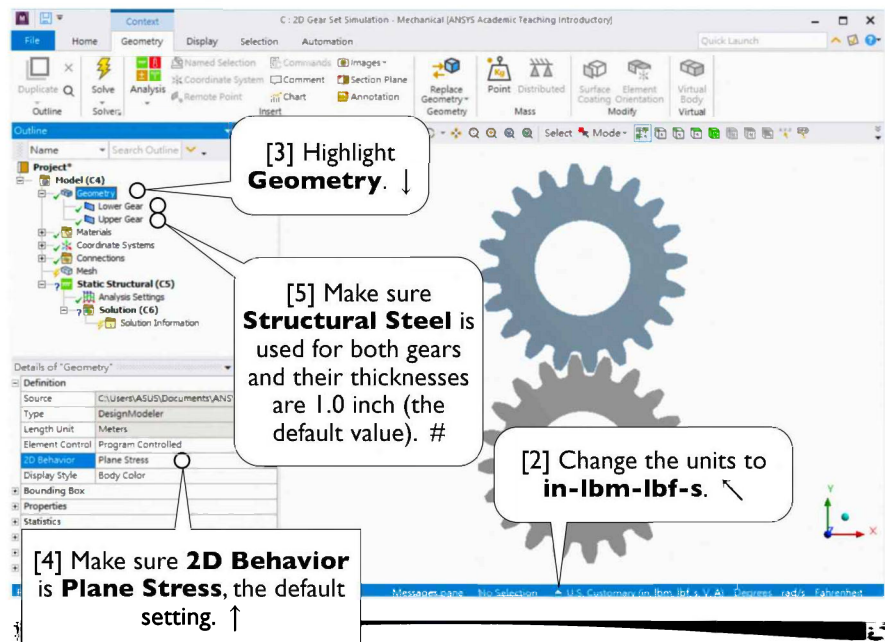 Context
C : 2D Gear Set Simulation - Mechanical [ANSYS Academic Teaching Introductory]
File Home Geometry Display Selection Automation
Quick Launch
Duplicate
Outline
Solve
Solvers
Analysis
Named Selection
Coordinate System
Remote Point
Commands
Comment
Chart
Images
Section Plane
Annotation
Insert
Replace
Geometry
Geometry
Point Distributed
Mass
Surface Coating
Element Orientation
Modify
Virtual Body
Virtual
Outline
Name Search Outline
Select Mode
Project*
Model (C4)
Geometry
Lower Gear
Upper Gear
Materials
Coordinate Systems
Connections
Mesh
Static Structural (C5)
Analysis Settings
Solution (C6)
Solution Information
[3] Highlight
Geometry. ↓
[5] Make sure
Structural Steel is
used for both gears
and their thicknesses
are 1.0 inch (the
default value). #
Details of "Geometry"
Definition
Source C:\Users\ASUS\Documents\ANS
Type DesignModeler
Length Unit Meters
Element Control Program Controlled
2D Behavior Plane Stress
Display Style Body Color
Bounding Box
Properties
Statistics
[2] Change the units to
in-lbm-lbf-s. ↖
[4] Make sure 2D Behavior
is Plane Stress, the default
setting. ↑
Y
X
Messages pane No Selection U.S. Customary (in, lbm, lbf, s, V, A) Degrees rad/s Fahrenheit